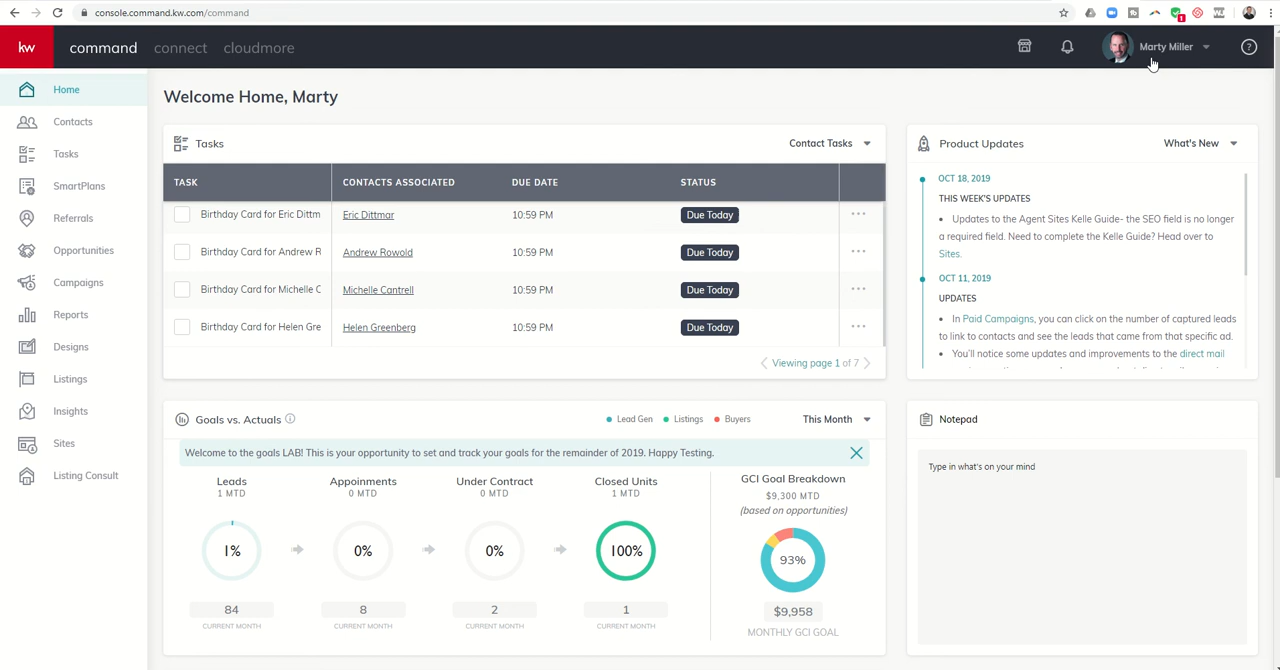 console.command.kw.com/command
1
kw
command
connect
cloudmore
Marty Miller
?
Home
Contacts
Tasks
SmartPlans
Referrals
Opportunities
Campaigns
Reports
Designs
Listings
Insights
Sites
Listing Consult
Welcome Home, Marty
Tasks
Contact Tasks
TASK CONTACTS ASSOCIATED DUE DATE STATUS
Birthday Card for Eric Dittm Eric Dittmar 10:59 PM Due Today
Birthday Card for Andrew R Andrew Rowold 10:59 PM Due Today
Birthday Card for Michelle C Michelle Cantrell 10:59 PM Due Today
Birthday Card for Helen Gre Helen Greenberg 10:59 PM Due Today
Viewing page 1 of 7
Product Updates
What's New
OCT 18, 2019
THIS WEEK'S UPDATES
• Updates to the Agent Sites Kelle Guide- the SEO field is no longer
a required field. Need to complete the Kelle Guide? Head over to
Sites.
OCT 11, 2019
UPDATES
• In Paid Campaigns, you can click on the number of captured leads
to link to contacts and see the leads that came from that specific ad.
• You'll notice some updates and improvements to the direct mail
Goals vs. Actuals
Lead Gen Listings Buyers
This Month
Welcome to the goals LAB! This is your opportunity to set and track your goals for the remainder of 2019. Happy Testing.
Leads
1 MTD
1%
84
CURRENT MONTH
Appoinments
0 MTD
0%
8
CURRENT MONTH
Under Contract
0 MTD
0%
2
CURRENT MONTH
Closed Units
1 MTD
100%
1
CURRENT MONTH
GCI Goal Breakdown
$9,300 MTD
(based on opportunities)
93%
$9,958
MONTHLY GCI GOAL
Notepad
Type in what's on your mind